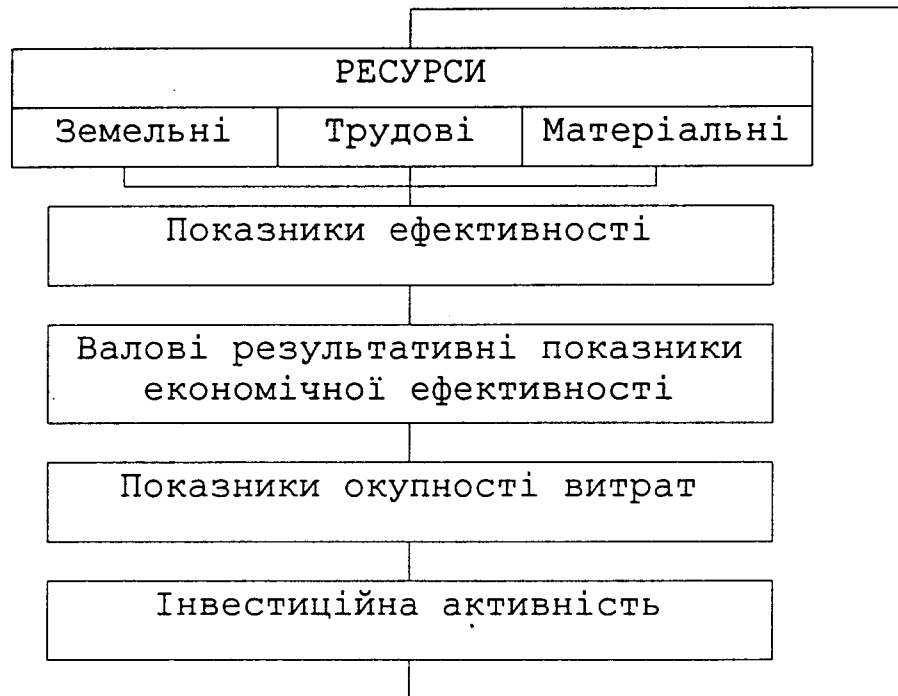 РЕСУРСИ
Земельні Трудові Матеріальні
Показники ефективності
Валові результативні показники
економічної ефективності
Показники окупності витрат
Інвестиційна активність